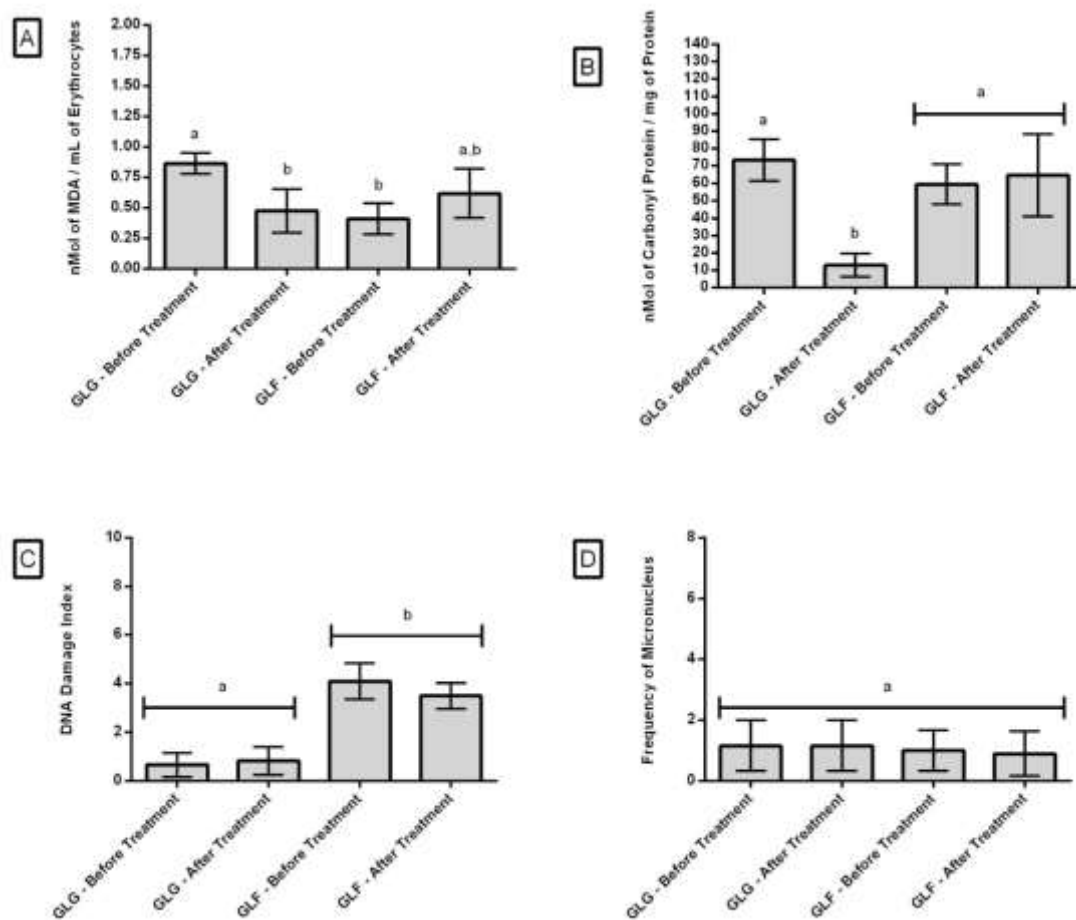 A
nMol of MDA / mL of Erythrocytes
2.00
1.75
1.50
1.25
1.00
0.75
0.50
0.25
0.00
a
b
b
a,b
GLG - Before Treatment
GLG - After Treatment
GLF - Before Treatment
GLF - After Treatment
B
nMol of Carbonyl Protein / mg of Protein
140
130
120
110
100
90
80
70
60
50
40
30
20
10
0
a
b
a
GLG - Before Treatment
GLG - After Treatment
GLF - Before Treatment
GLF - After Treatment
C
DNA Damage Index
10
8
6
4
2
0
a
b
GLG - Before Treatment
GLG - After Treatment
GLF - Before Treatment
GLF - After Treatment
D
Frequency of Micronucleus
8
6
4
2
0
a
GLG - Before Treatment
GLG - After Treatment
GLF - Before Treatment
GLF - After Treatment